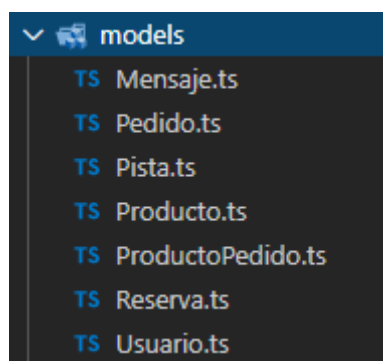 models
TS Mensaje.ts
TS Pedido.ts
TS Pista.ts
TS Producto.ts
TS ProductoPedido.ts
TS Reserva.ts
TS Usuario.ts